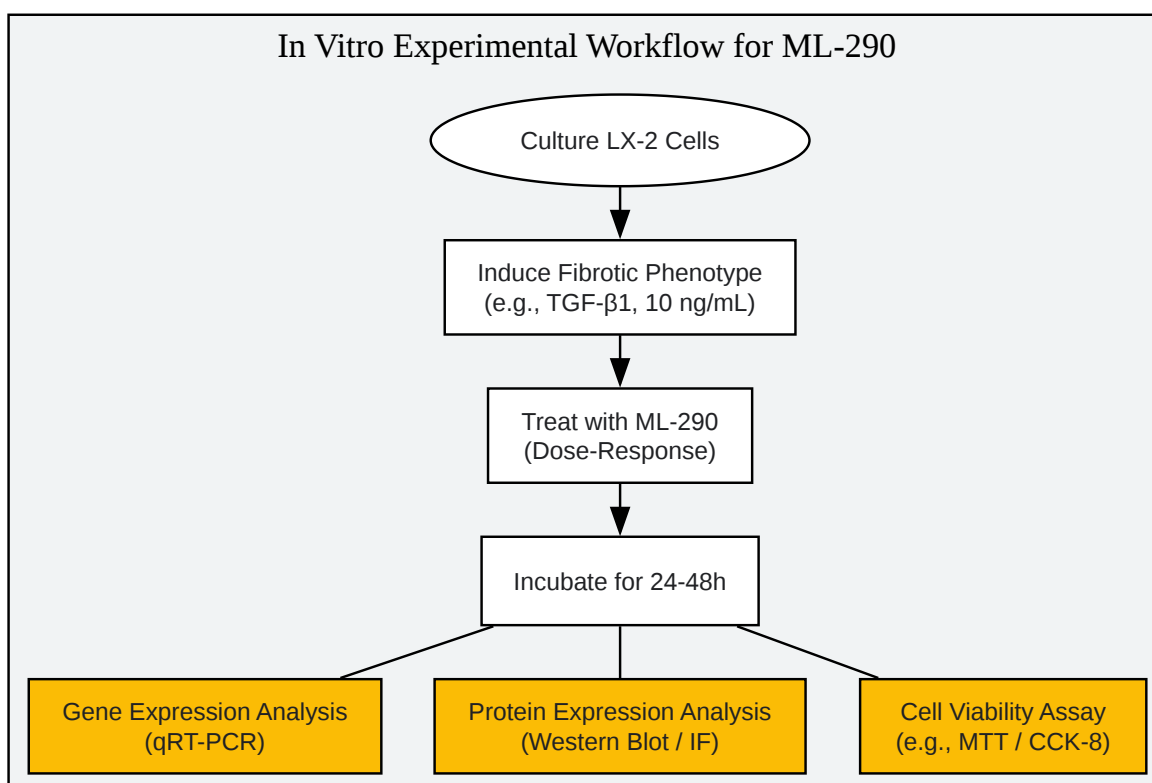 In Vitro Experimental Workflow for ML-290
Culture LX-2 Cells
Induce Fibrotic Phenotype
(e.g., TGF-β1, 10 ng/mL)
Treat with ML-290
(Dose-Response)
Incubate for 24-48h
Gene Expression Analysis
(qRT-PCR)
Protein Expression Analysis
(Western Blot / IF)
Cell Viability Assay
(e.g., MTT / CCK-8)